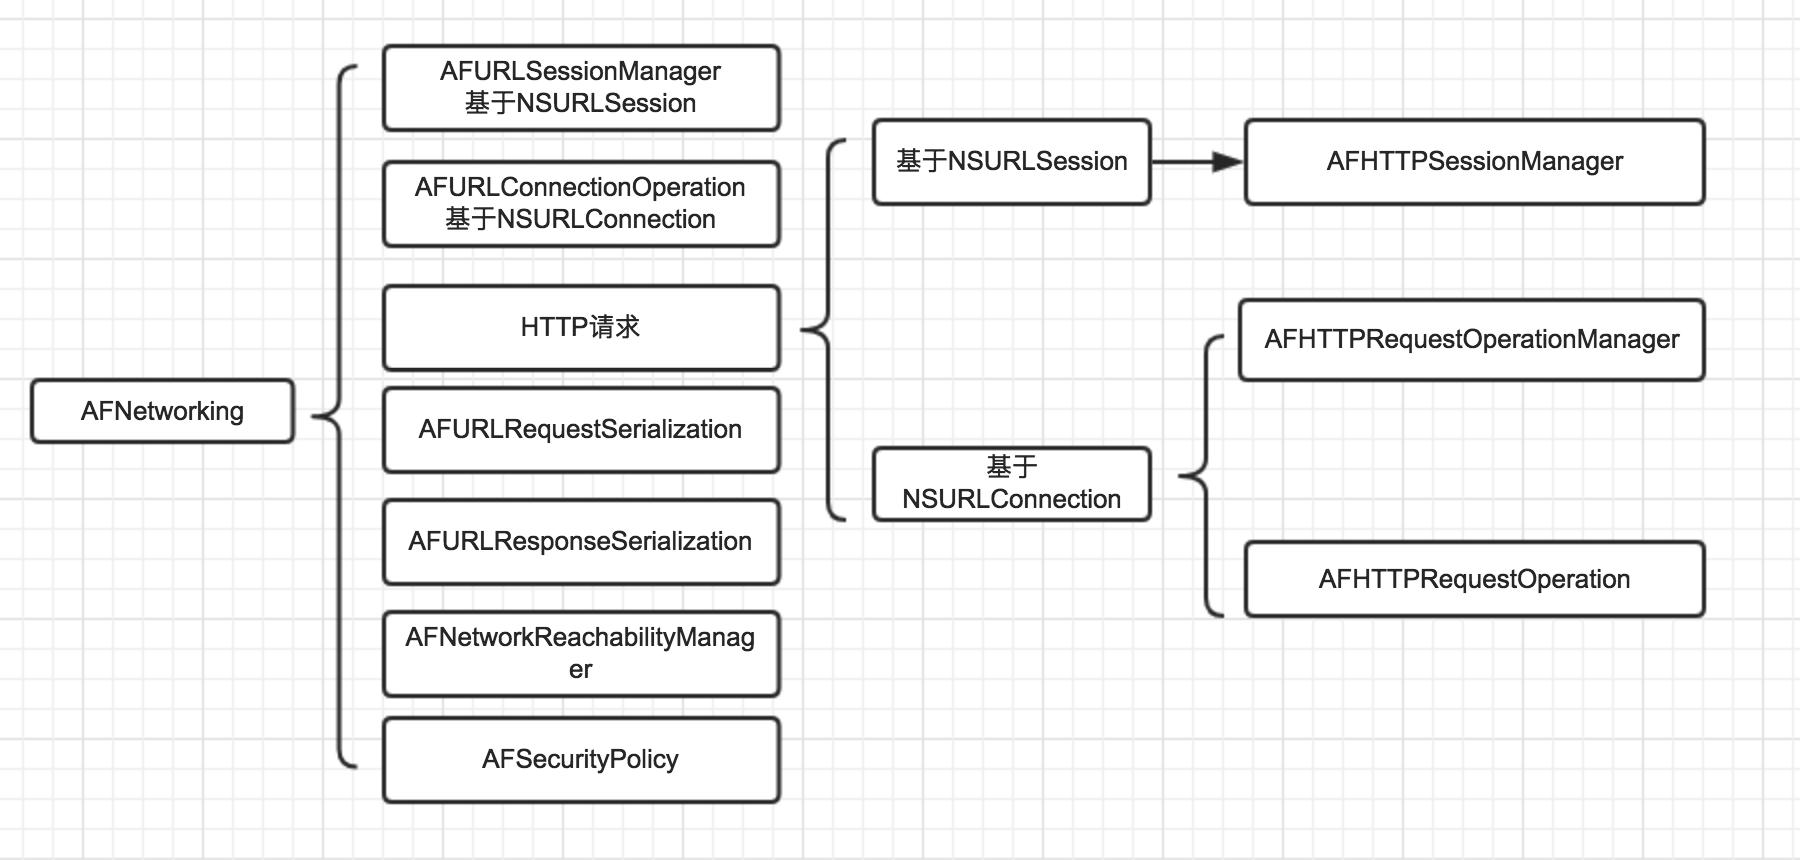 AFNetworking
AFURLSessionManager
基于NSURLSession
AFURLConnectionOperation
基于NSURLConnection
HTTP请求
AFURLRequestSerialization
AFURLResponseSerialization
AFNetworkReachabilityManag
er
AFSecurityPolicy
基于NSURLSession
AFHTTPSessionManager
基于
NSURLConnection
AFHTTPRequestOperationManager
AFHTTPRequestOperation